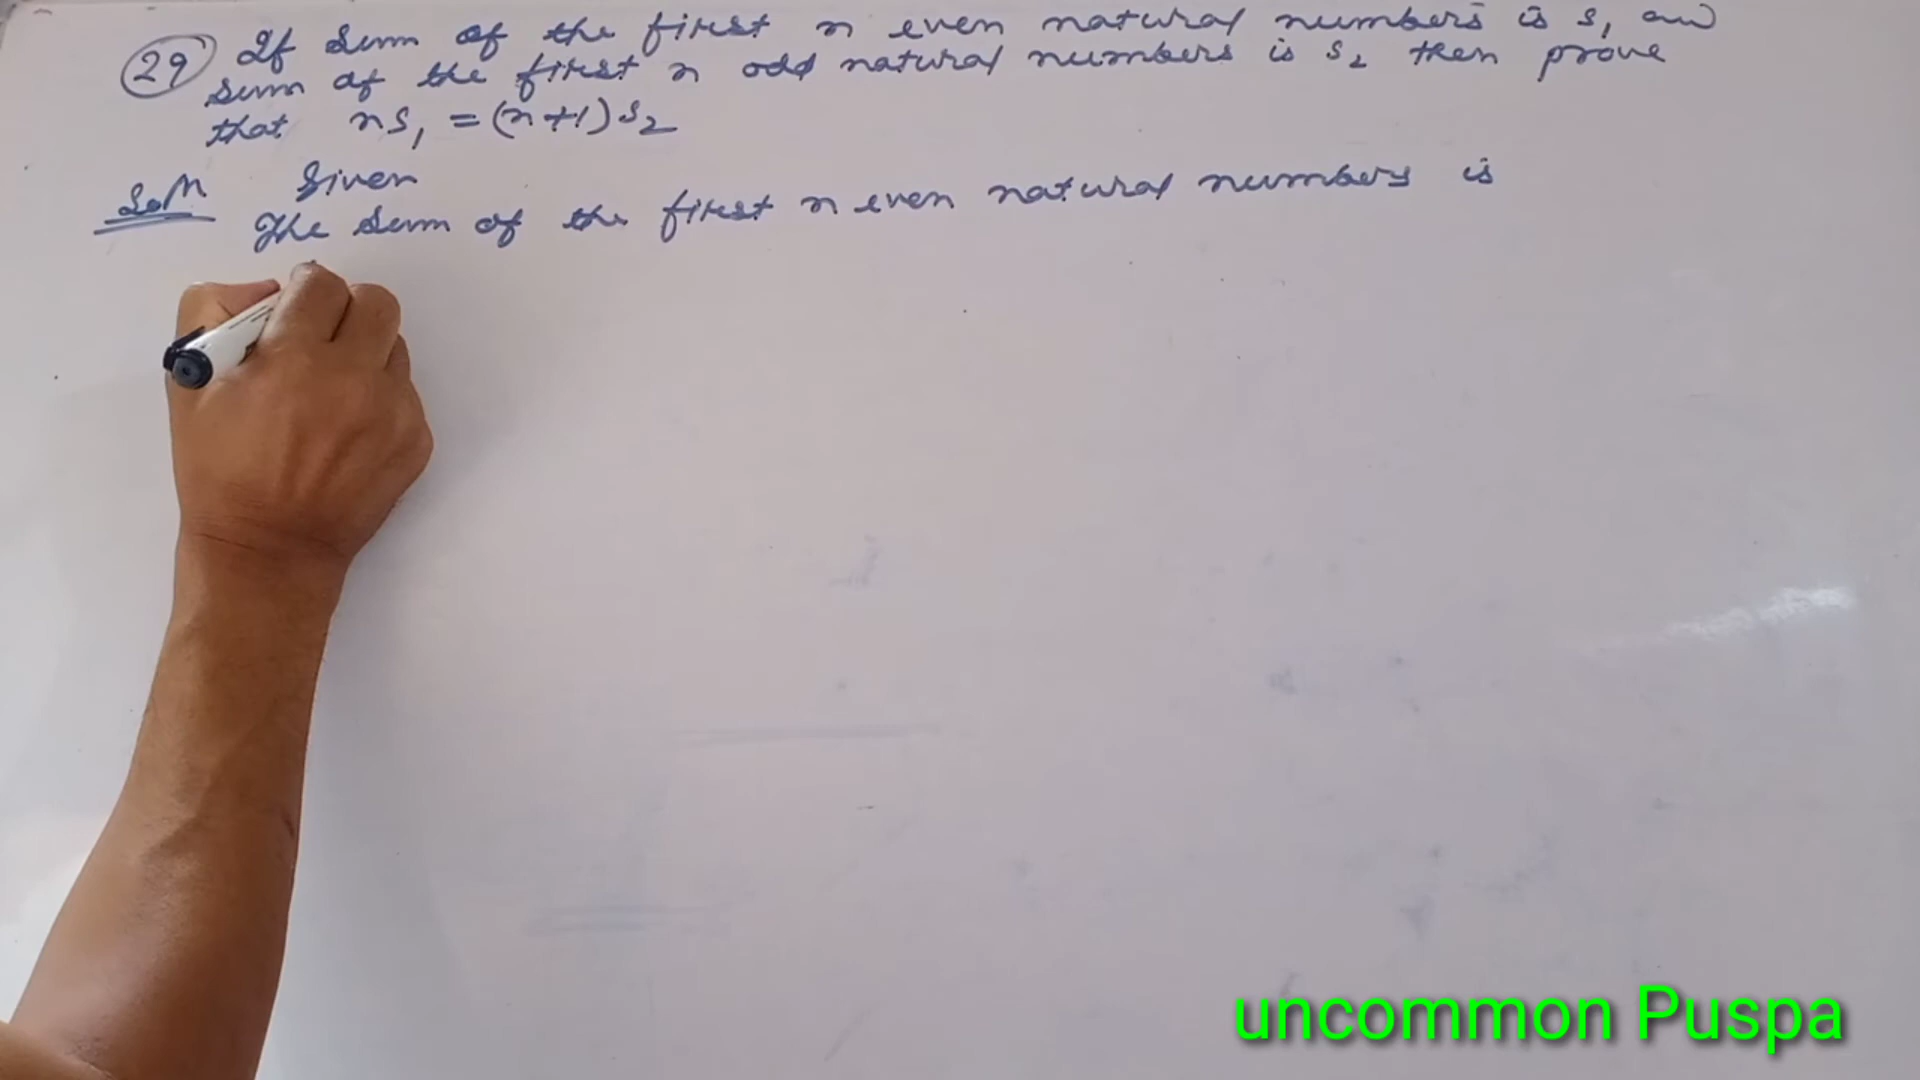 29 If sum of the first n even natural numbers is S₁ and
sum of the first n odd natural numbers is S₂ then prove
that nS₁ = (n+1)S₂
Solⁿ Given
The sum of the first n even natural numbers is
uncommon Puspa